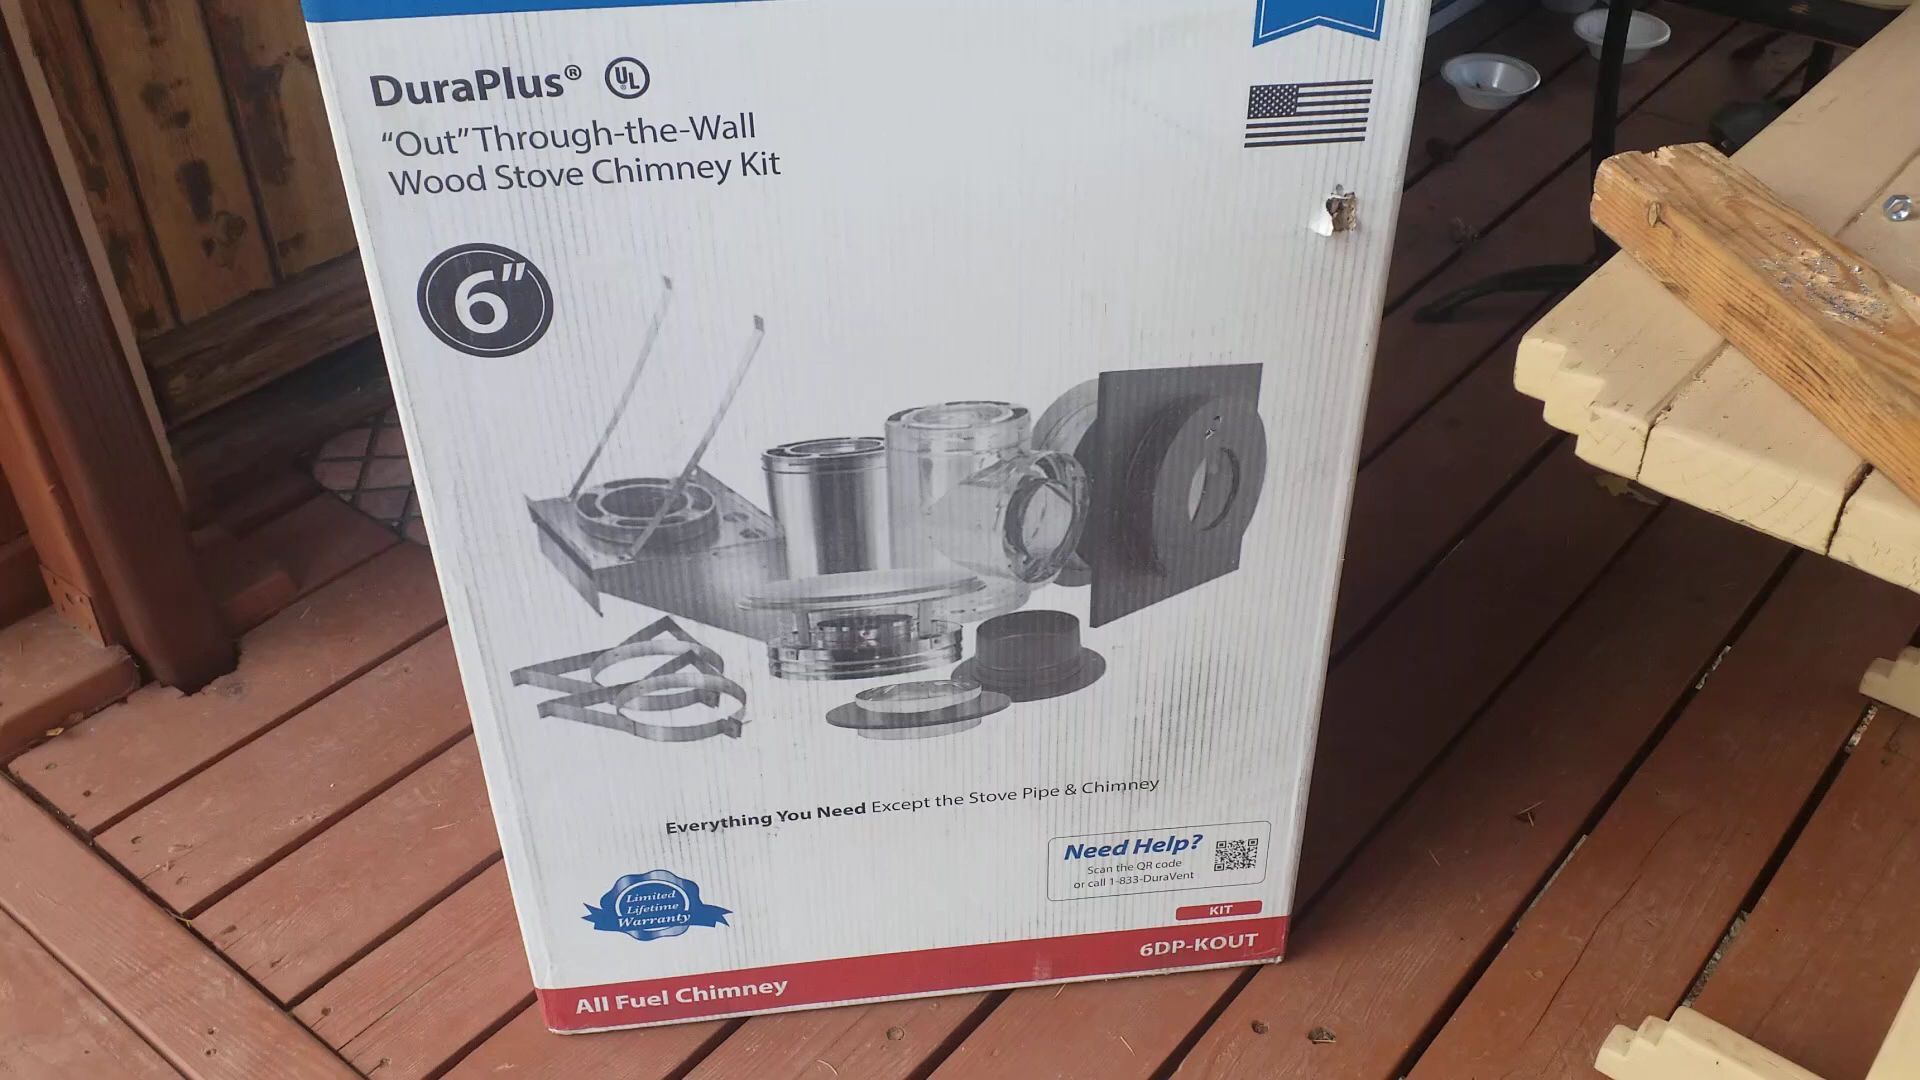 DuraPlus® UL
“Out” Through-the-Wall
Wood Stove Chimney Kit
6”
Everything You Need Except the Stove Pipe & Chimney
Need Help?
Scan the QR code
or call 1-833-DuraVent
Limited
Lifetime
Warranty
KIT
6DP-KOUT
All Fuel Chimney